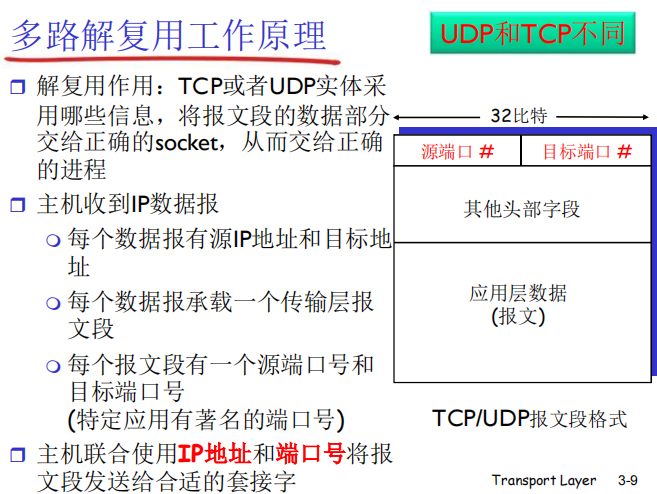 多路解复用工作原理
UDP和TCP不同
解复用作用：TCP或者UDP实体采
用哪些信息，将报文段的数据部分
交给正确的socket，从而交给正确
的进程
主机收到IP数据报
每个数据报有源IP地址和目标地
址
每个数据报承载一个传输层报
文段
每个报文段有一个源端口号和
目标端口号
(特定应用有著名的端口号)
主机联合使用IP地址和端口号将报
文段发送给合适的套接字
32比特
源端口 #
目标端口 #
其他头部字段
应用层数据
(报文)
TCP/UDP报文段格式
Transport Layer 3-9